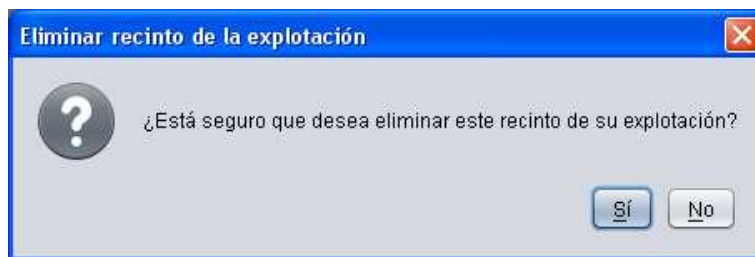 Eliminar recinto de la explotación
¿Está seguro que desea eliminar este recinto de su explotación?
Sí No